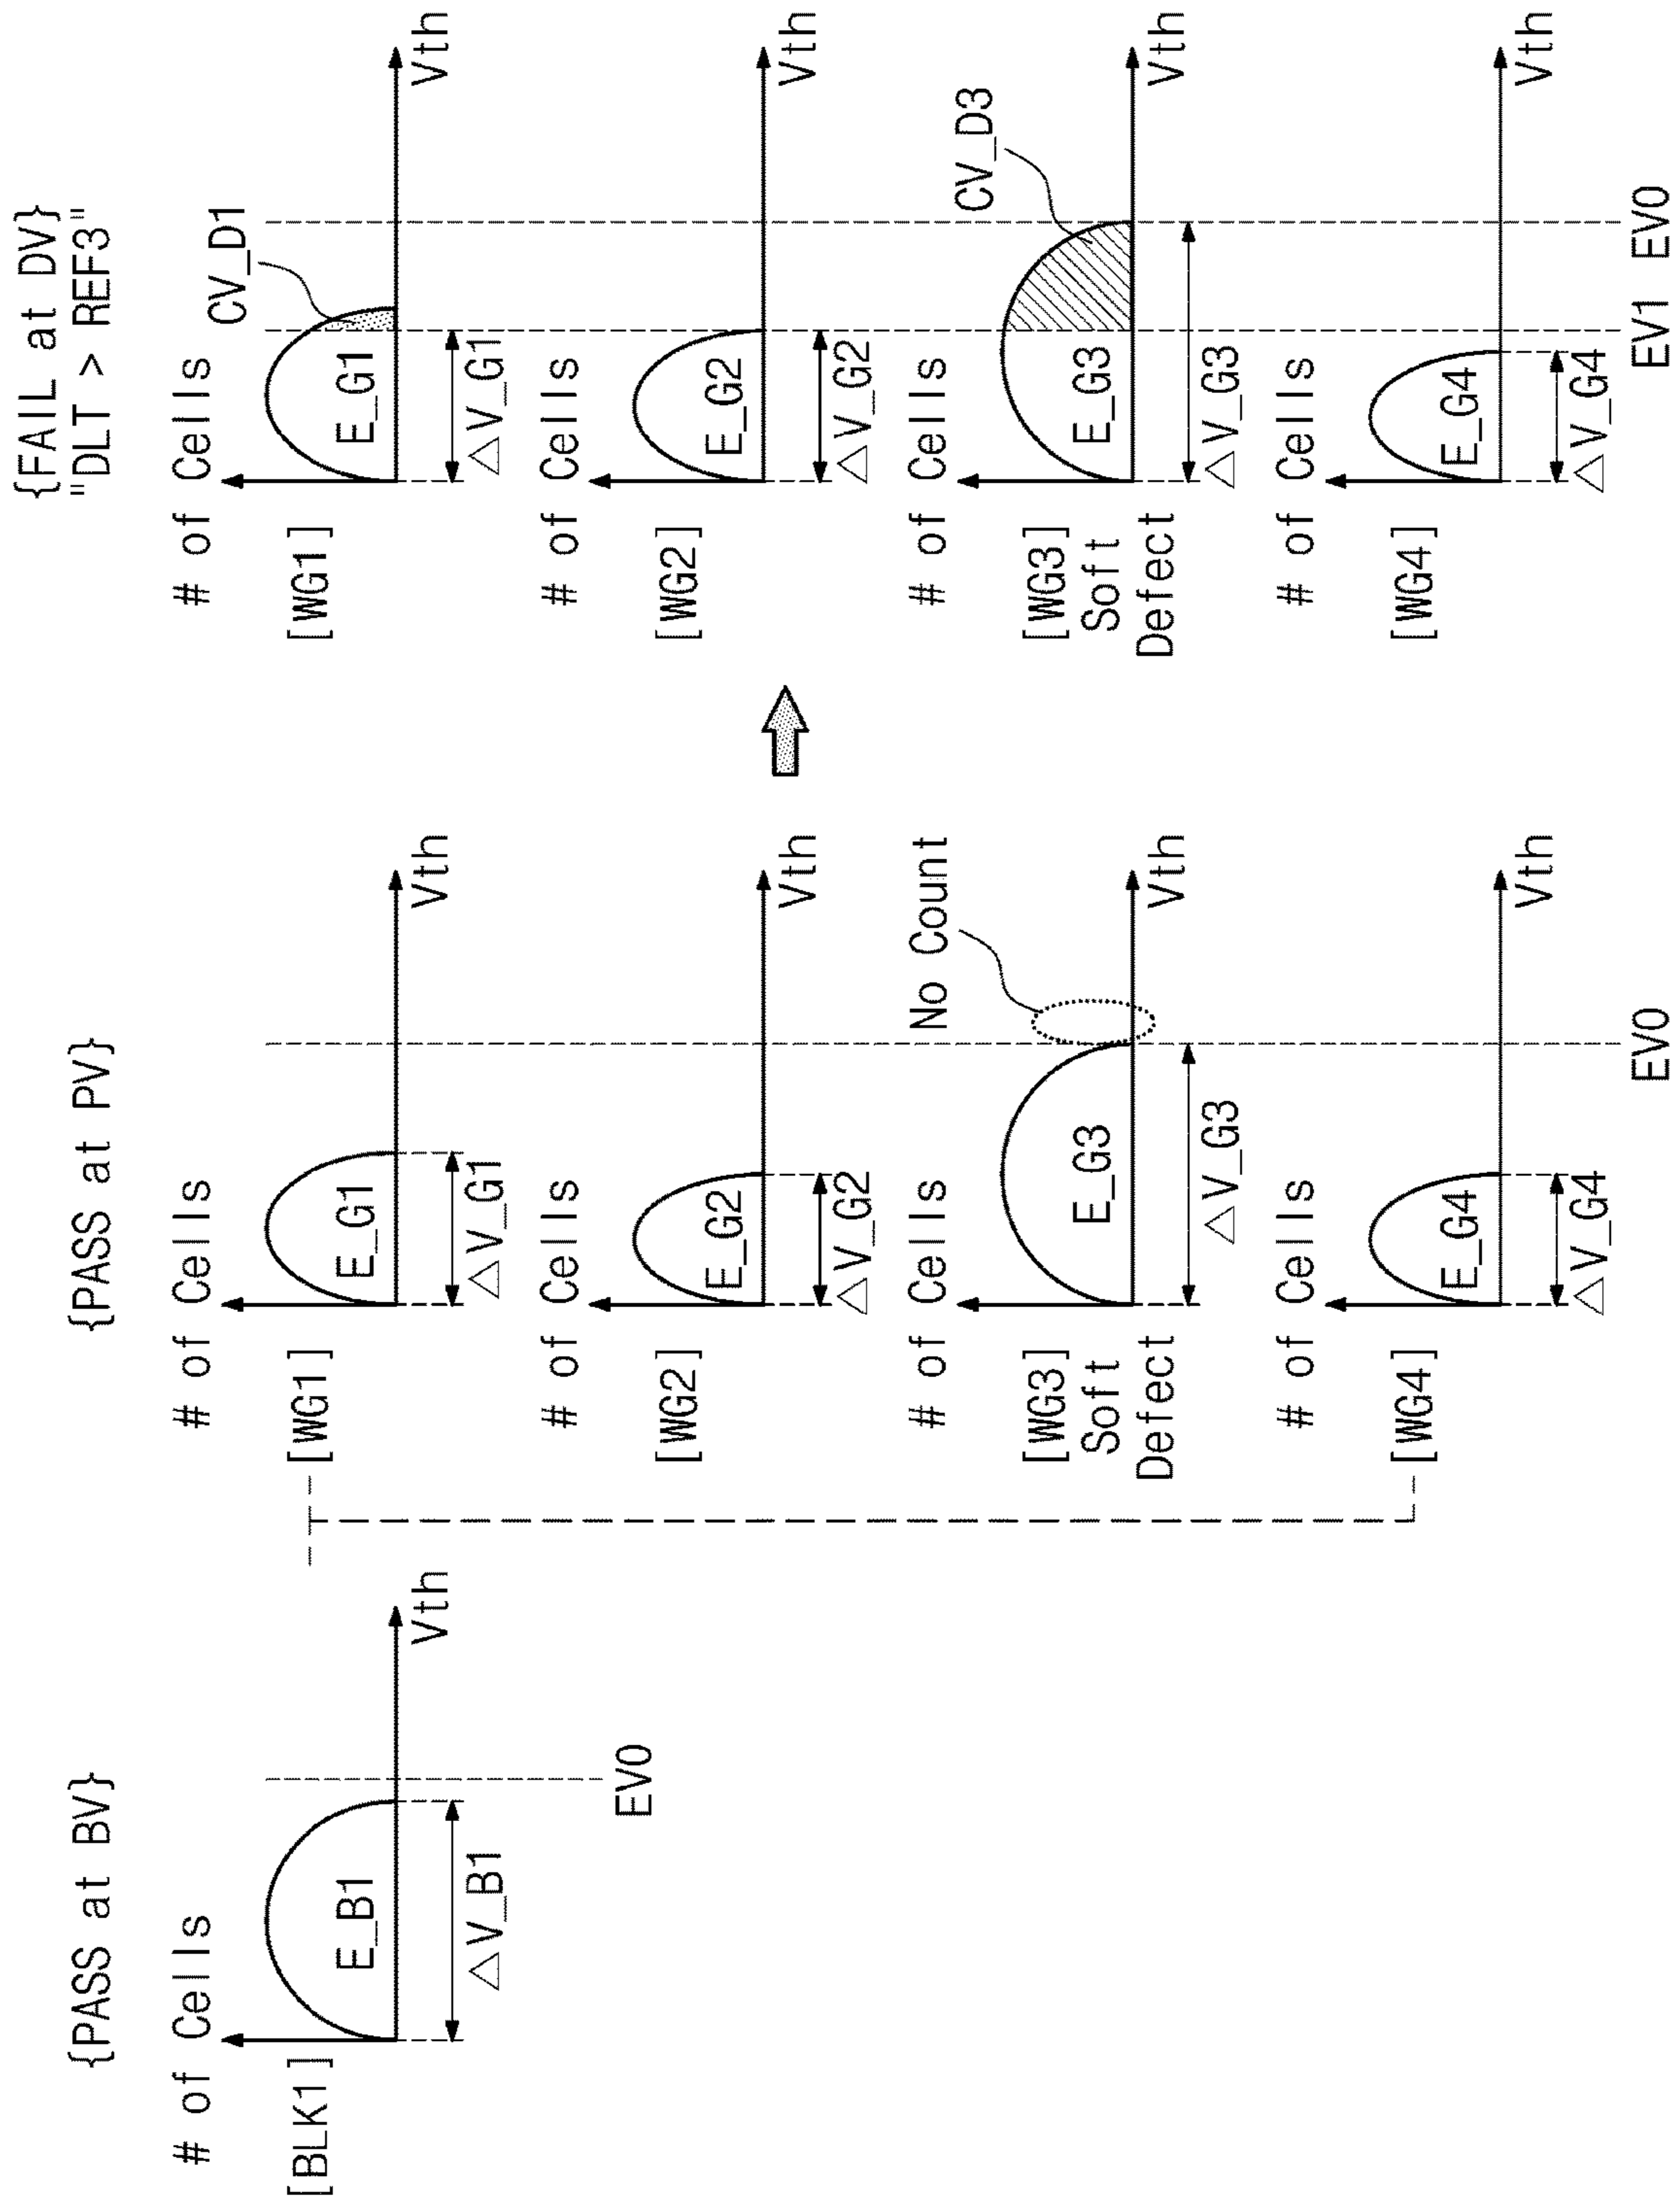 {PASS at BV}
# of Cells
[BLK1]
E_B1
Vth
△V_B1
EV0
{PASS at PV}
# of Cells
[WG1]
E_G1
Vth
△V_G1
# of Cells
[WG2]
E_G2
Vth
△V_G2
No Count
# of Cells
[WG3]
Soft
Defect
E_G3
Vth
△V_G3
# of Cells
[WG4]
E_G4
Vth
△V_G4
EV0
{FAIL at DV}
"DLT > REF3"
# of Cells
CV_D1
[WG1]
E_G1
Vth
△V_G1
# of Cells
[WG2]
E_G2
Vth
△V_G2
# of Cells
CV_D3
[WG3]
Soft
Defect
E_G3
Vth
△V_G3
# of Cells
[WG4]
E_G4
Vth
△V_G4
EV1 EV0